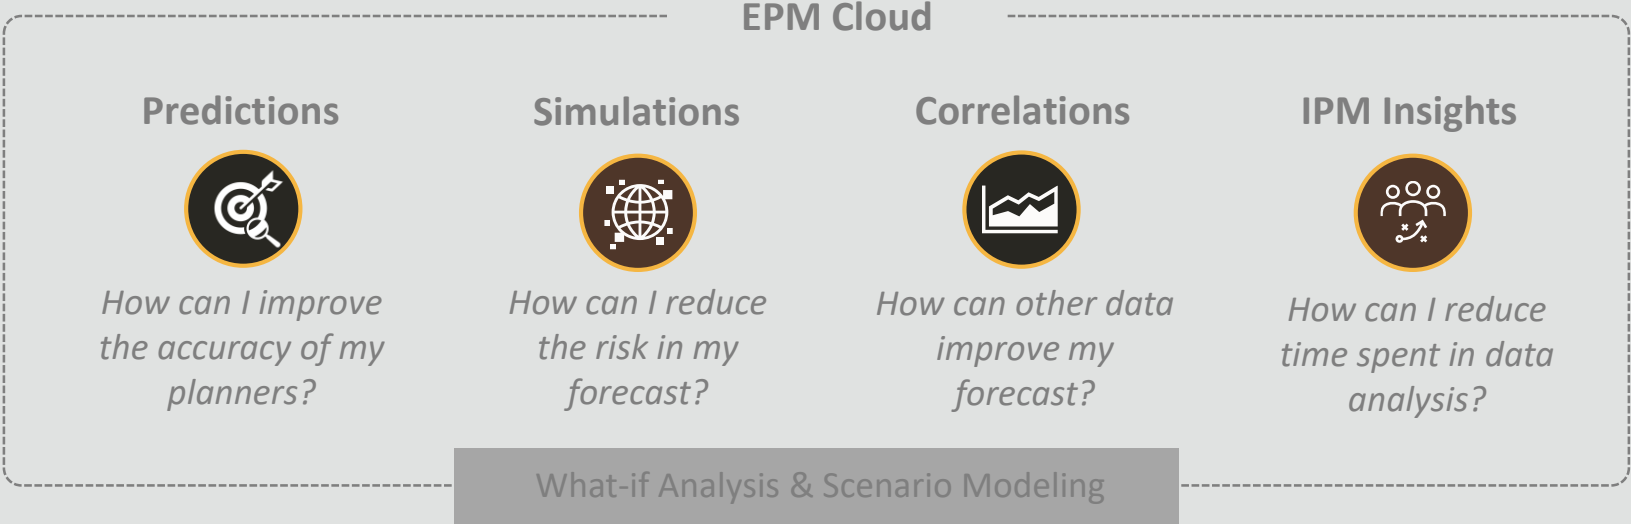 EPM Cloud
Predictions
How can I improve
the accuracy of my
planners?
Simulations
How can I reduce
the risk in my
forecast?
Correlations
How can other data
improve my
forecast?
IPM Insights
How can I reduce
time spent in data
analysis?
What-if Analysis & Scenario Modeling